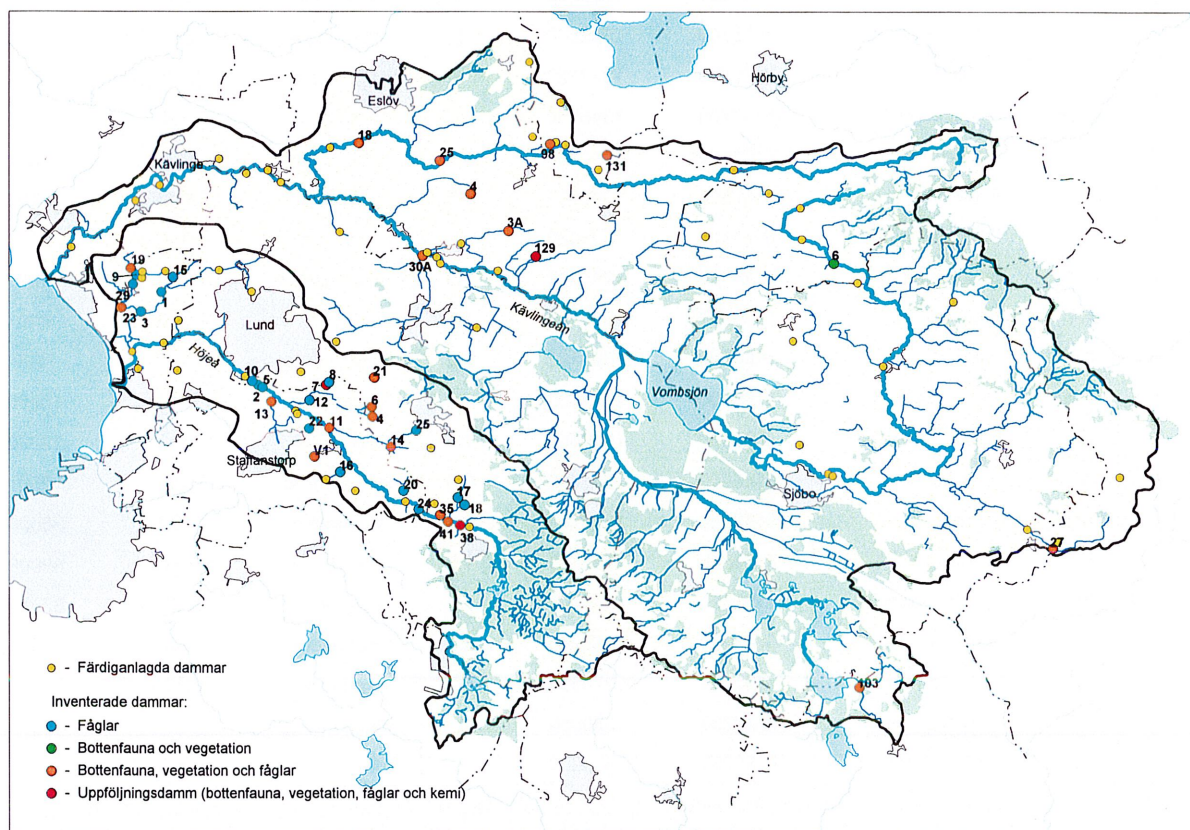 Hörby
Eslöv
18
Kävlinge
25
98
131
4
3A
129
30A
6
19
9
15
29
1
23
3
Lund
Kävlingeån
Höjeå
Vombsjön
10
5
8
7
21
2
12
13
6
4
22
11
25
14
V1
Staffanstorp
16
Sjöbo
20
17
24
18
35
41
38
27
103
- Färdiganlagda dammar
Inventerade dammar:
- Fåglar
- Bottenfauna och vegetation
- Bottenfauna, vegetation och fåglar
- Uppföljningsdamm (bottenfauna, vegetation, fåglar och kemi)